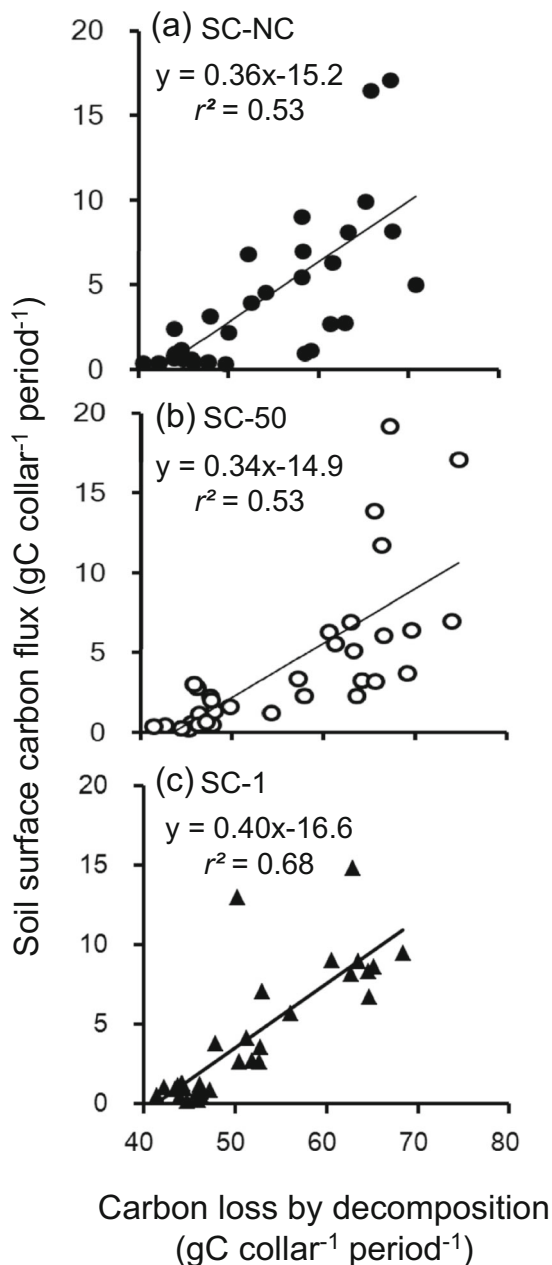 (a) SC-NC
y = 0.36x-15.2
r² = 0.53
20
15
10
5
0
(b) SC-50
y = 0.34x-14.9
r² = 0.53
20
15
10
5
0
(c) SC-1
y = 0.40x-16.6
r² = 0.68
20
15
10
5
0
40 50 60 70 80
Soil surface carbon flux (gC collar⁻¹ period⁻¹)
Carbon loss by decomposition
(gC collar⁻¹ period⁻¹)